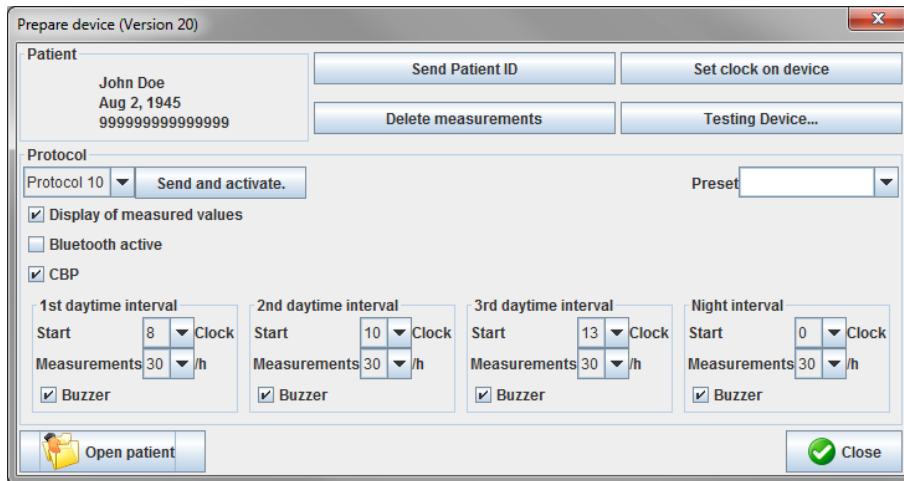 Prepare device (Version 20)
Patient
John Doe
Aug 2, 1945
999999999999999
Send Patient ID
Set clock on device
Delete measurements
Testing Device...
Protocol
Protocol 10
Send and activate.
Preset
Display of measured values
Bluetooth active
CBP
1st daytime interval
Start 8 Clock
Measurements 30 /h
Buzzer
2nd daytime interval
Start 10 Clock
Measurements 30 /h
Buzzer
3rd daytime interval
Start 13 Clock
Measurements 30 /h
Buzzer
Night interval
Start 0 Clock
Measurements 30 /h
Buzzer
Open patient
Close